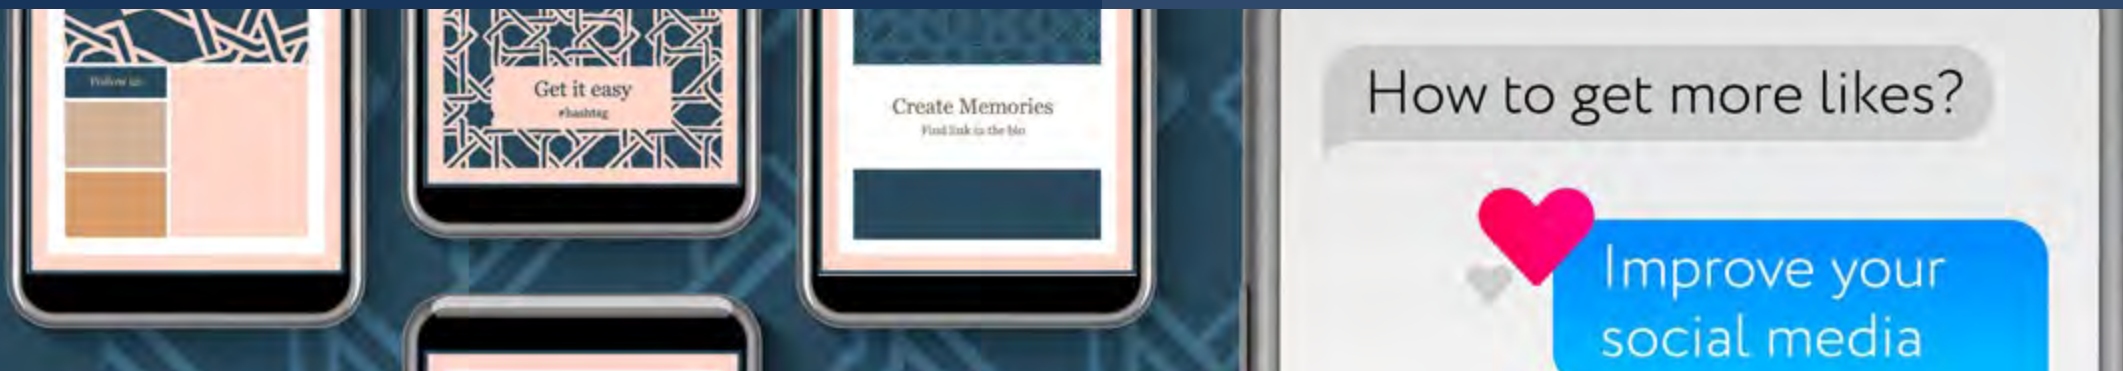 Follow us
Get it easy
#hashtag
Create Memories
Find link in the bio
How to get more likes?
Improve your
social media